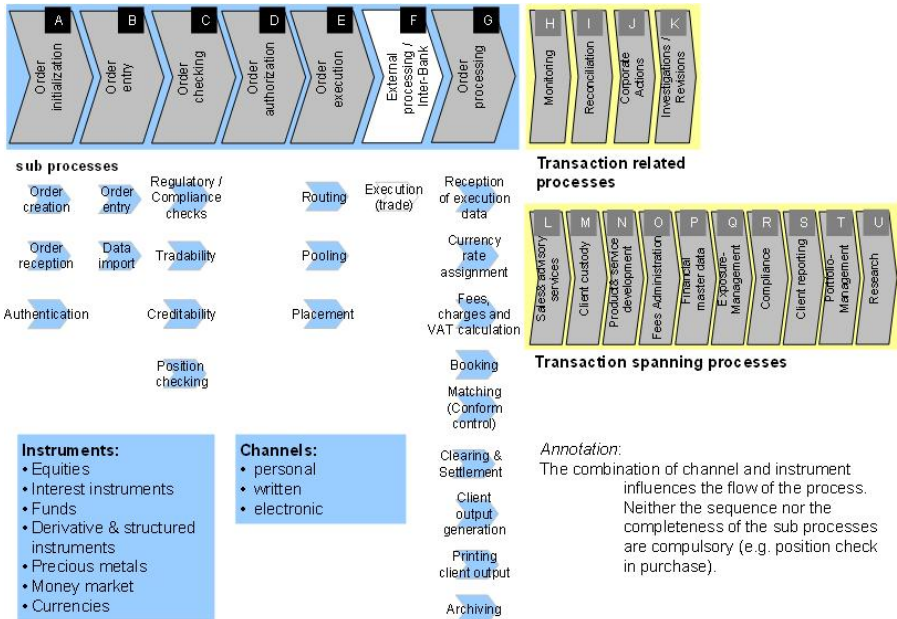 A
Order
initialization
B
Order
entry
C
Order
checking
D
Order
authorization
E
Order
execution
F
External
processing /
Inter-Bank
G
Order
processing
H
Monitoring
I
Reconciliation
J
Corporate
Actions
K
Investigations /
Revisions
Transaction related
processes
sub processes
Order
creation
Order
reception
Authentication
Order
entry
Data
import
Regulatory /
Compliance
checks
Tradability
Creditability
Position
checking
Routing
Pooling
Placement
Execution
(trade)
Reception
of execution
data
Currency
rate
assignment
Fees,
charges and
VAT calculation
Booking
Matching
(Conform
control)
Clearing &
Settlement
Client
output
generation
Printing
client output
Archiving
L
Sales& advisory
services
M
Client custody
N
Product& service
development
O
Fees Administration
P
Financial
master data
Q
Exposure-
Management
R
Compliance
S
Client reporting
T
Portfolio-
Management
U
Research
Transaction spanning processes
Instruments:
• Equities
• Interest instruments
• Funds
• Derivative & structured
instruments
• Precious metals
• Money market
• Currencies
Channels:
• personal
• written
• electronic
Annotation:
The combination of channel and instrument
influences the flow of the process.
Neither the sequence nor the
completeness of the sub processes
are compulsory (e.g. position check
in purchase).